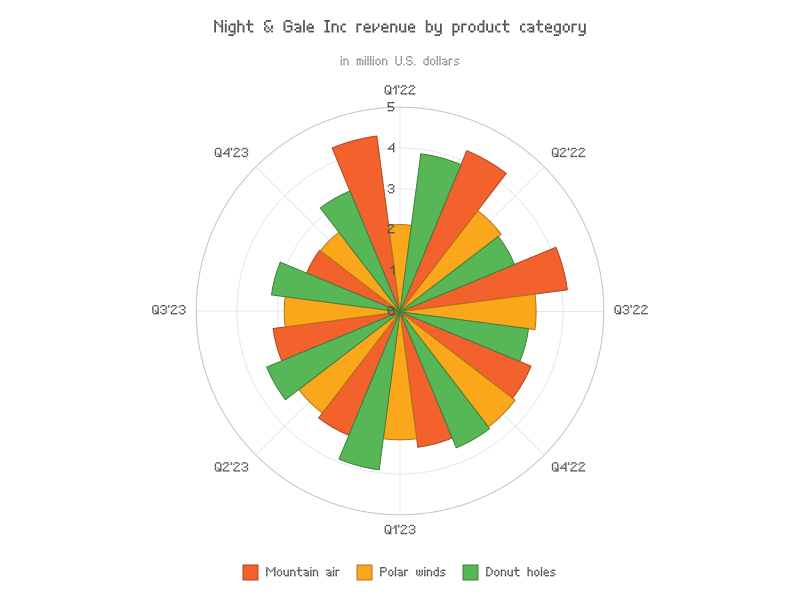 Night & Gale Inc revenue by product category
in million U.S. dollars
Q1'22
5
Q4'23
Q2'22
4
3
2
1
Q3'23
0
Q3'22
Q2'23
Q4'22
Q1'23
Mountain air
Polar winds
Donut holes